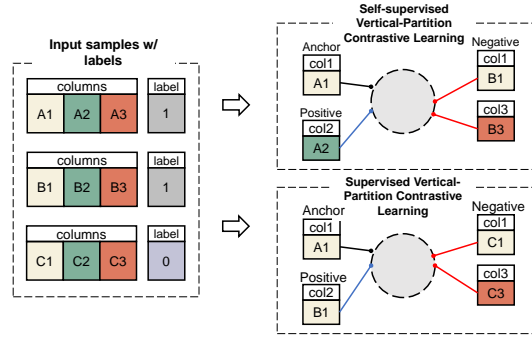 Input samples w/
labels
columns
label
A1 A2 A3 1
columns
label
B1 B2 B3 1
columns
label
C1 C2 C3 0
Self-supervised
Vertical-Partition
Contrastive Learning
Anchor
col1
A1
Positive
col2
A2
Negative
col1
B1
col3
B3
Supervised Vertical-
Partition Contrastive
Learning
Anchor
col1
A1
Positive
col2
B1
Negative
col1
C1
col3
C3